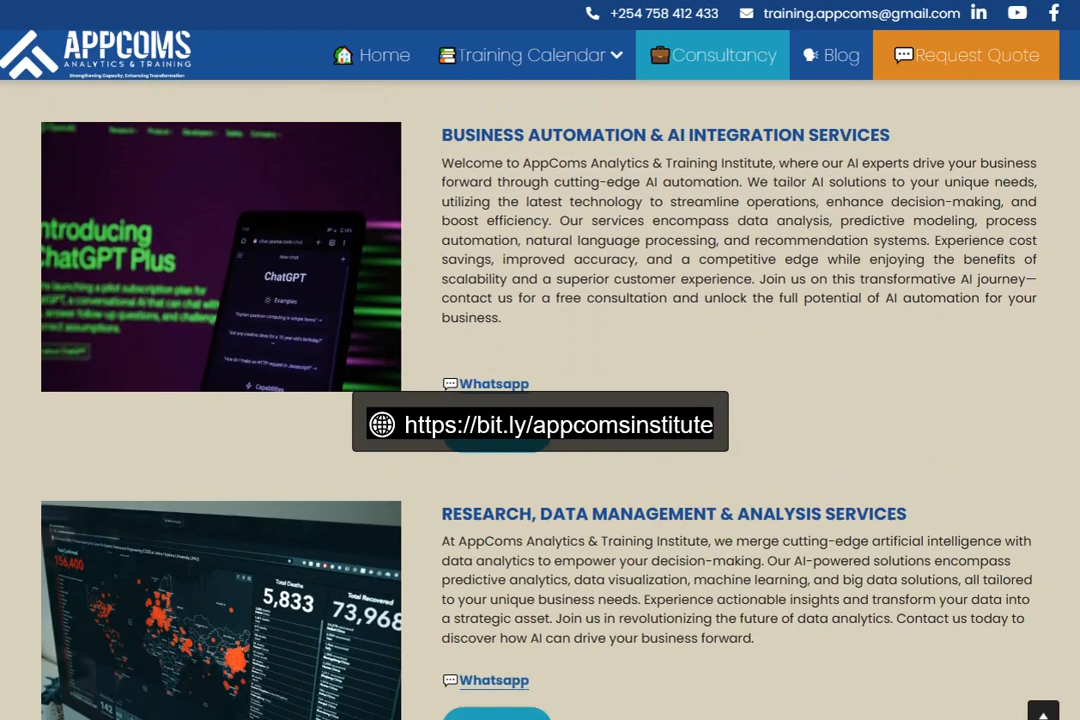 +254 758 412 433 training.appcoms@gmail.com
APPCOMS
ANALYTICS & TRAINING
Strengthening Capacity, Enhancing Transformation
Home Training Calendar Consultancy Blog Request Quote
BUSINESS AUTOMATION & AI INTEGRATION SERVICES
Welcome to AppComs Analytics & Training Institute, where our AI experts drive your business
forward through cutting-edge AI automation. We tailor AI solutions to your unique needs,
utilizing the latest technology to streamline operations, enhance decision-making, and
boost efficiency. Our services encompass data analysis, predictive modeling, process
automation, natural language processing, and recommendation systems. Experience cost
savings, improved accuracy, and a competitive edge while enjoying the benefits of
scalability and a superior customer experience. Join us on this transformative AI journey—
contact us for a free consultation and unlock the full potential of AI automation for your
business.
ntroducing
ChatGPT Plus
ChatGPT
Examples
Capabilities
Whatsapp
https://bit.ly/appcomsinstitute
RESEARCH, DATA MANAGEMENT & ANALYSIS SERVICES
At AppComs Analytics & Training Institute, we merge cutting-edge artificial intelligence with
data analytics to empower your decision-making. Our AI-powered solutions encompass
predictive analytics, data visualization, machine learning, and big data solutions, all tailored
to your unique business needs. Experience actionable insights and transform your data into
a strategic asset. Join us in revolutionizing the future of data analytics. Contact us today to
discover how AI can drive your business forward.
156,400
Total Deaths
5,833
Total Recovered
73,968
142
Whatsapp